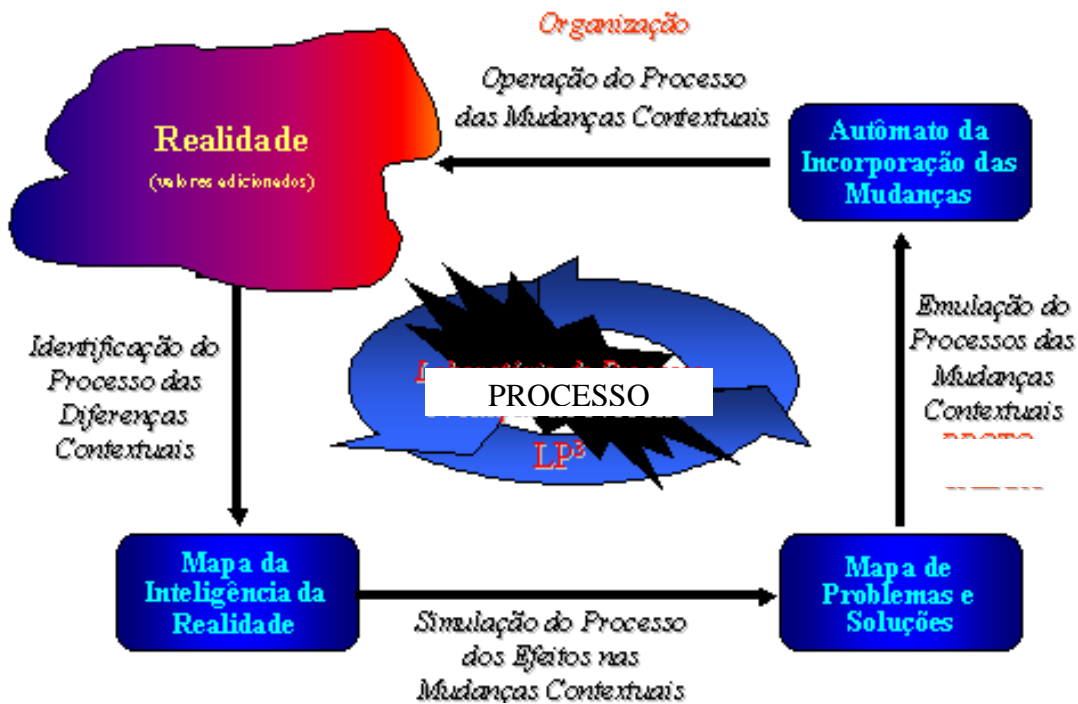 Organização
Operação do Processo
das Mudanças Contextuais
Realidade
(valores adicionados)
Autômato da
Incorporação das
Mudanças
Identificação do
Processo das
Diferenças
Contextuais
PROCESSO
LP³
Emulação do
Processos das
Mudanças
Contextuais
Mapa da
Inteligência da
Realidade
Simulação do Processo
dos Efeitos nas
Mudanças Contextuais
Mapa de
Problemas e
Soluções